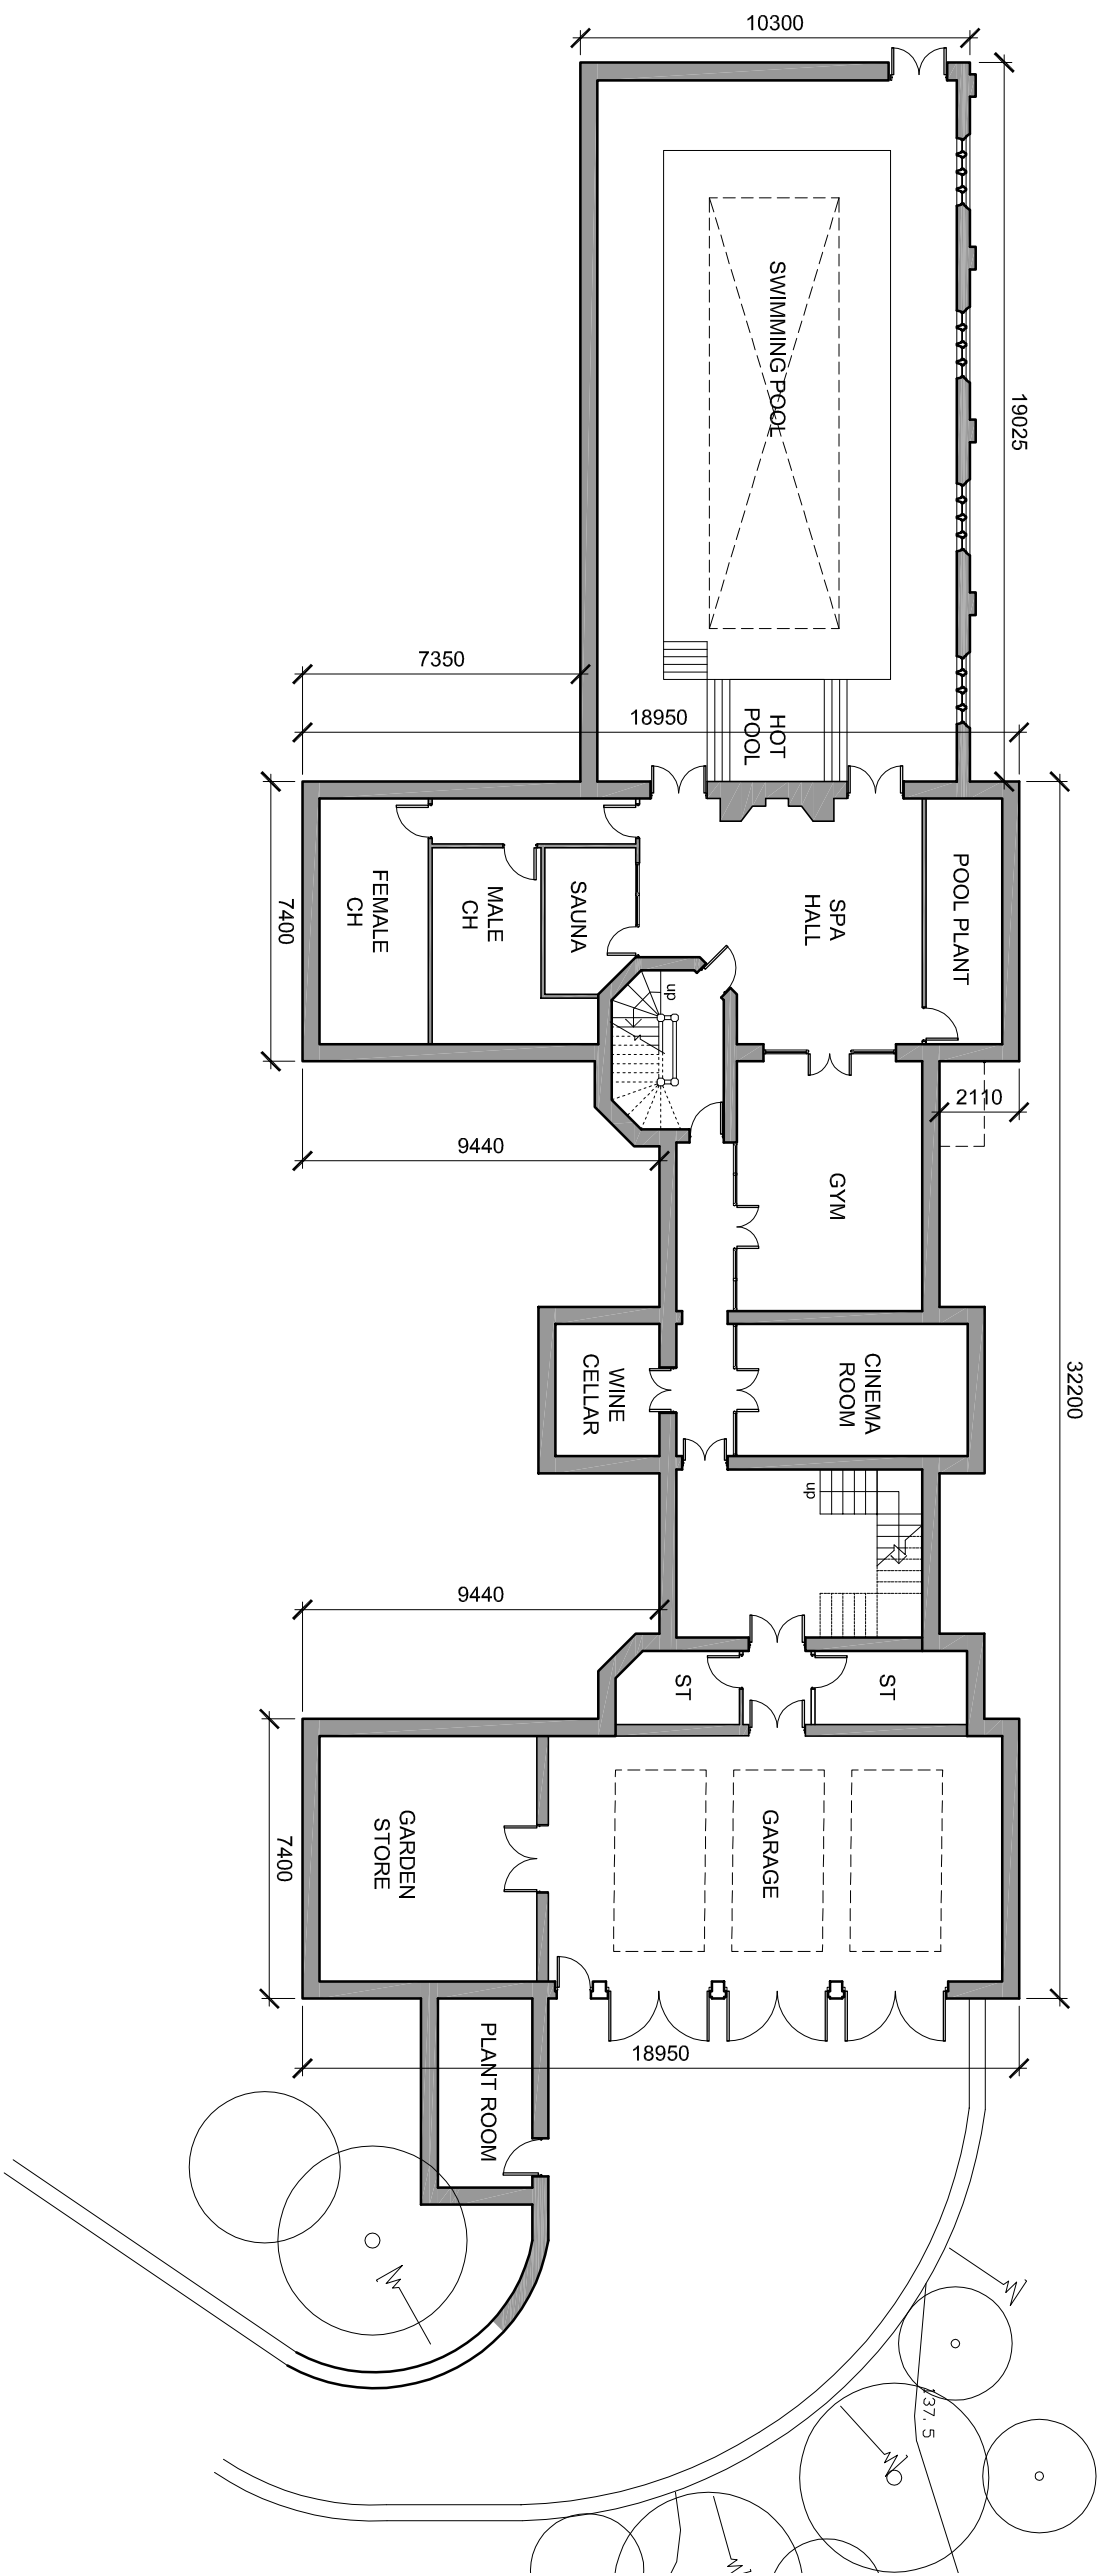 10300
19025
SWIMMING POOL
7350
18950
HOT
POOL
7400
FEMALE
CH
MALE
CH
SAUNA
SPA
HALL
POOL PLANT
up
2110
9440
GYM
32200
WINE
CELLAR
CINEMA
ROOM
up
9440
ST
ST
7400
GARDEN
STORE
GARAGE
18950
PLANT ROOM
137.5